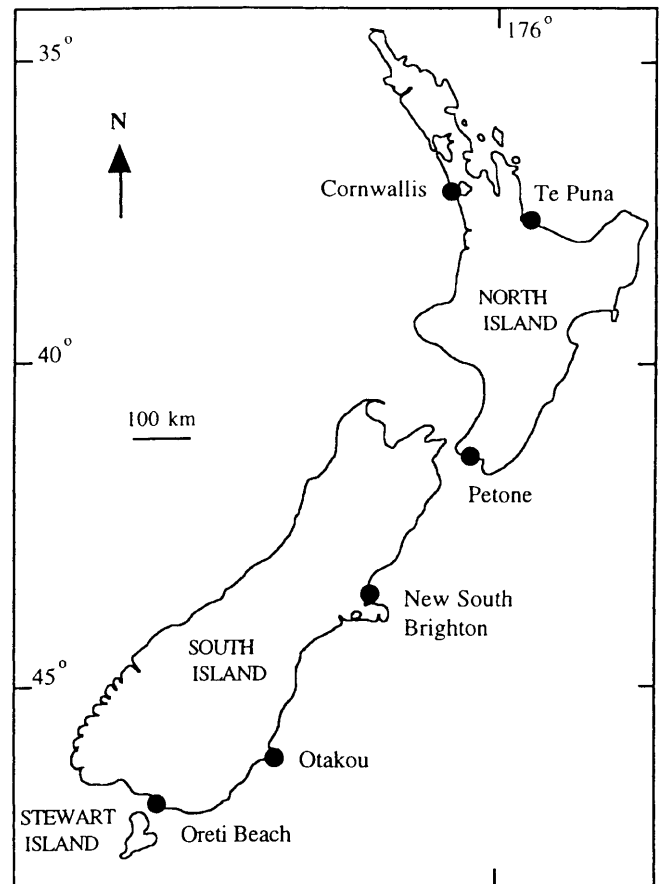 176°
35°
N
Cornwallis
Te Puna
NORTH
ISLAND
40°
100 km
Petone
New South
Brighton
SOUTH
ISLAND
45°
Otakou
STEWART
ISLAND
Oreti Beach